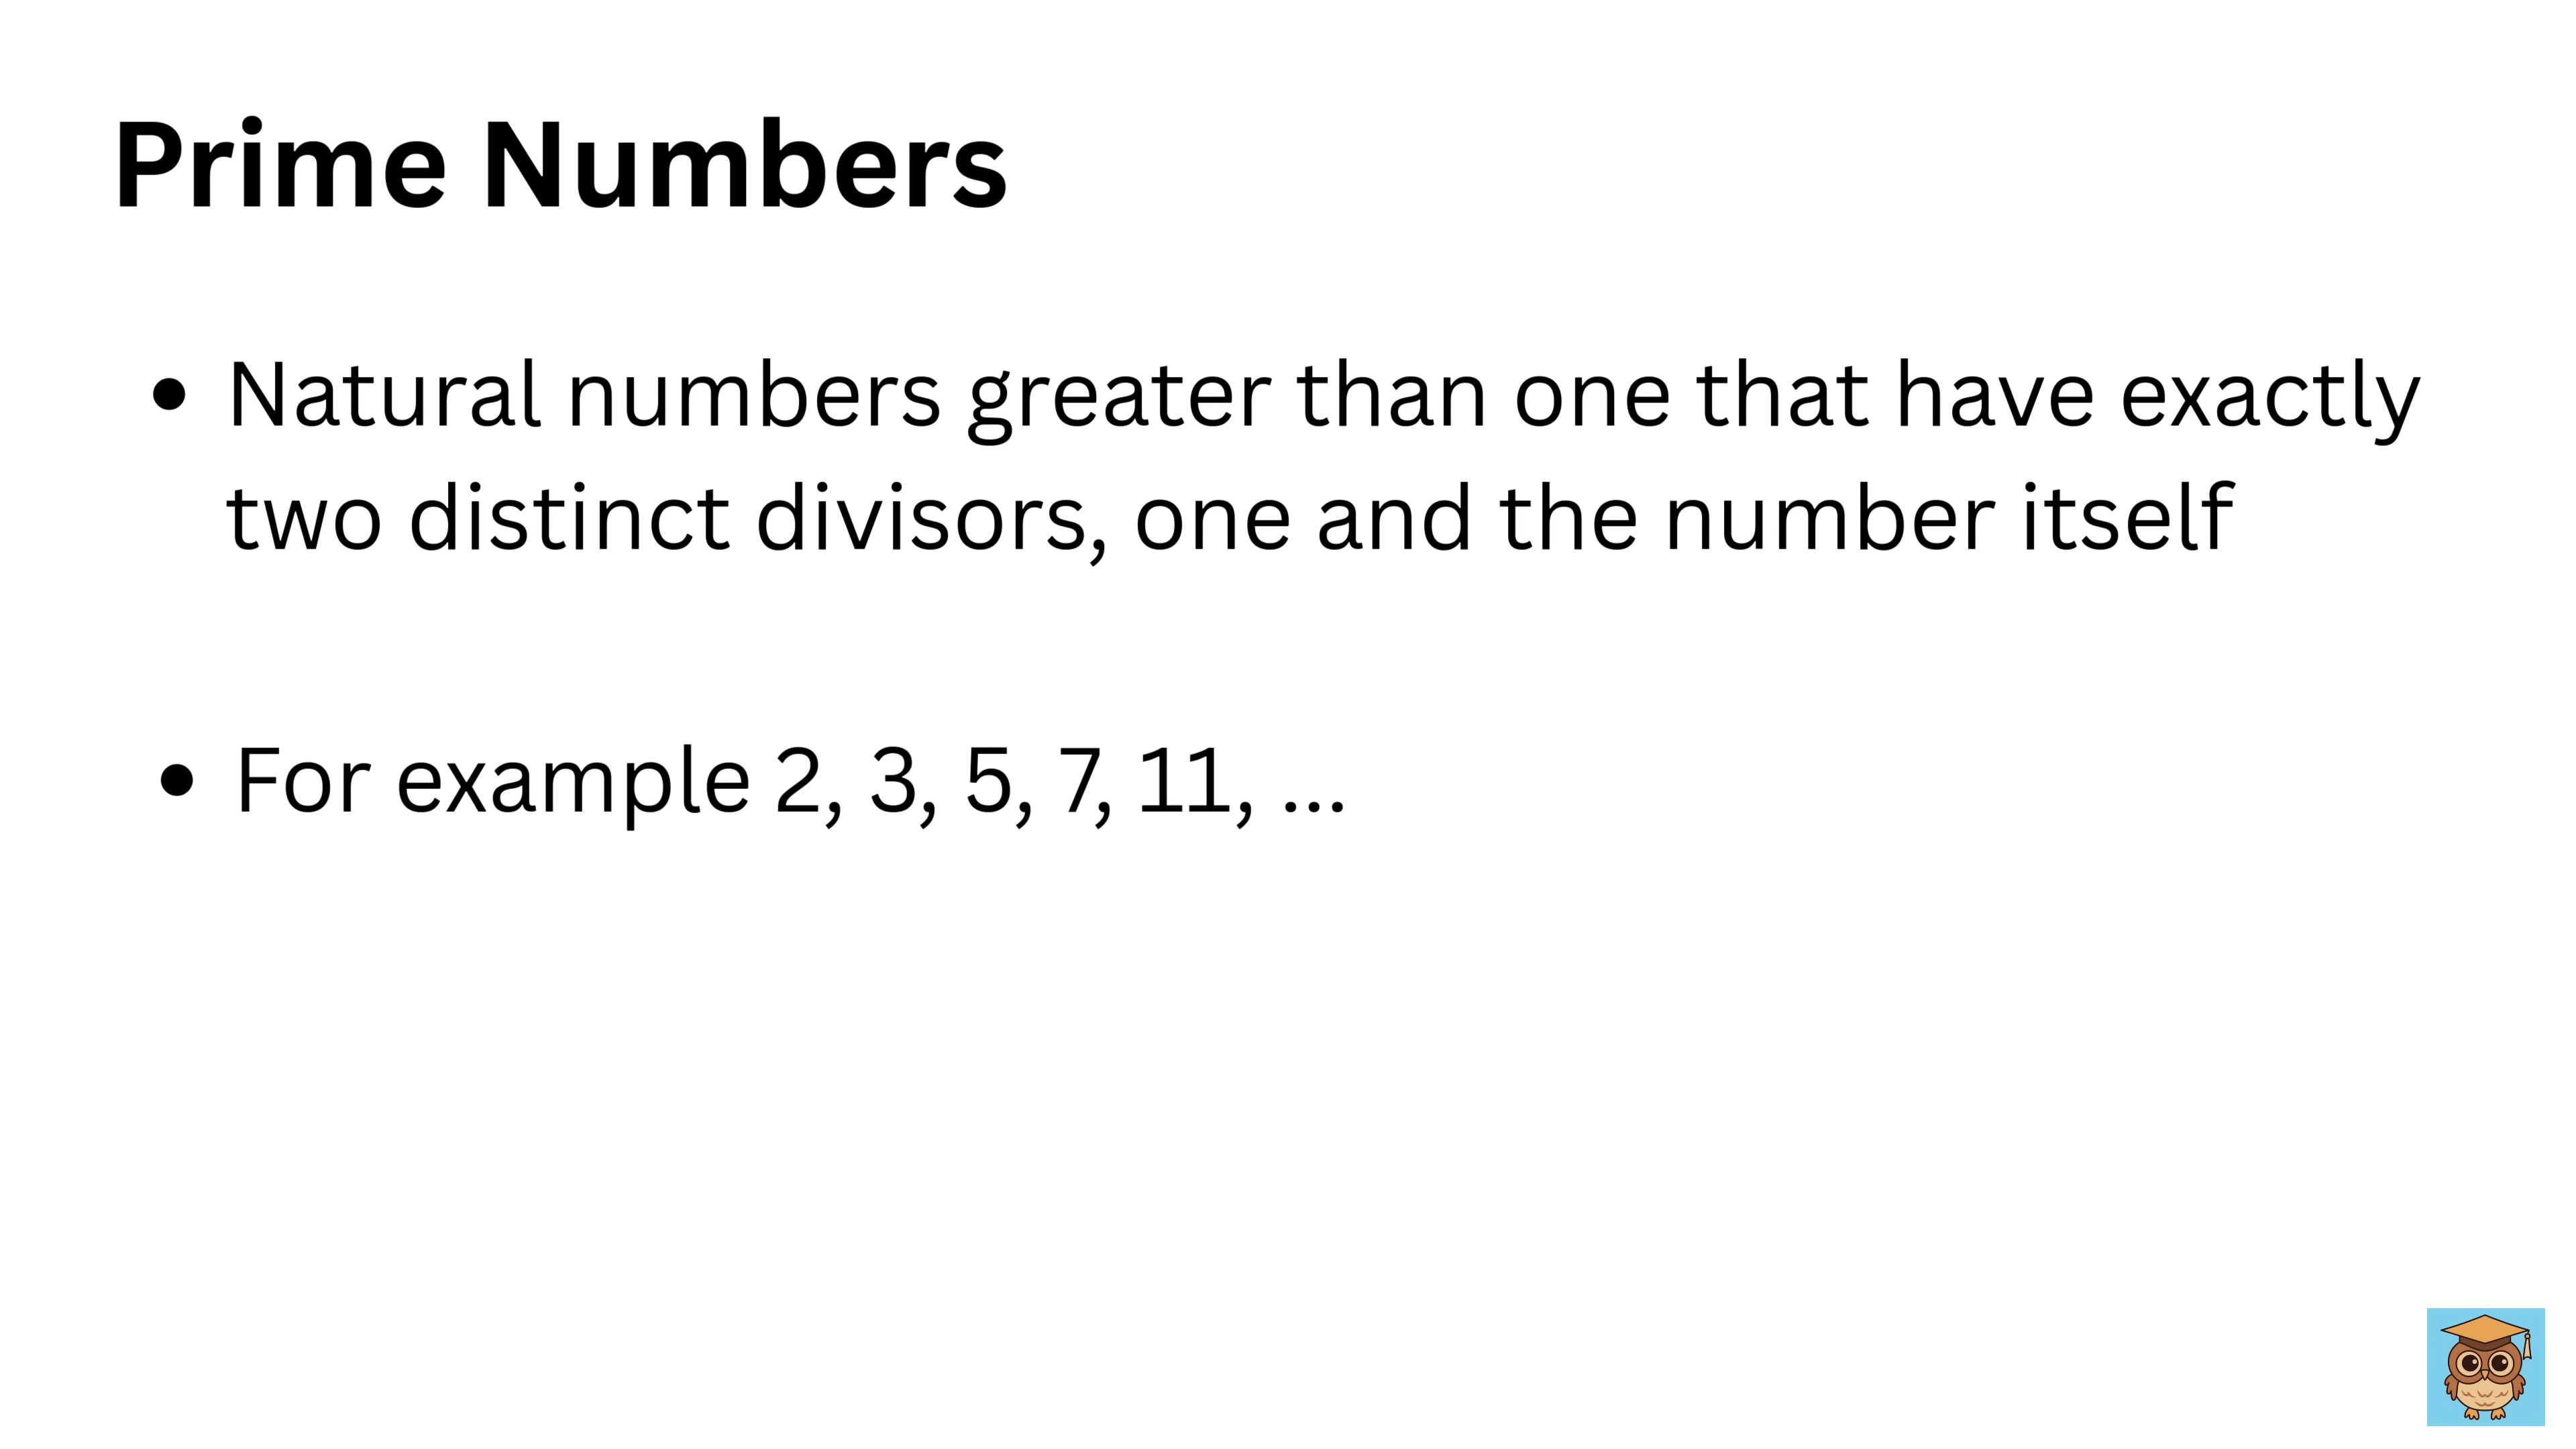 Prime Numbers
• Natural numbers greater than one that have exactly
two distinct divisors, one and the number itself
• For example 2, 3, 5, 7, 11, ...